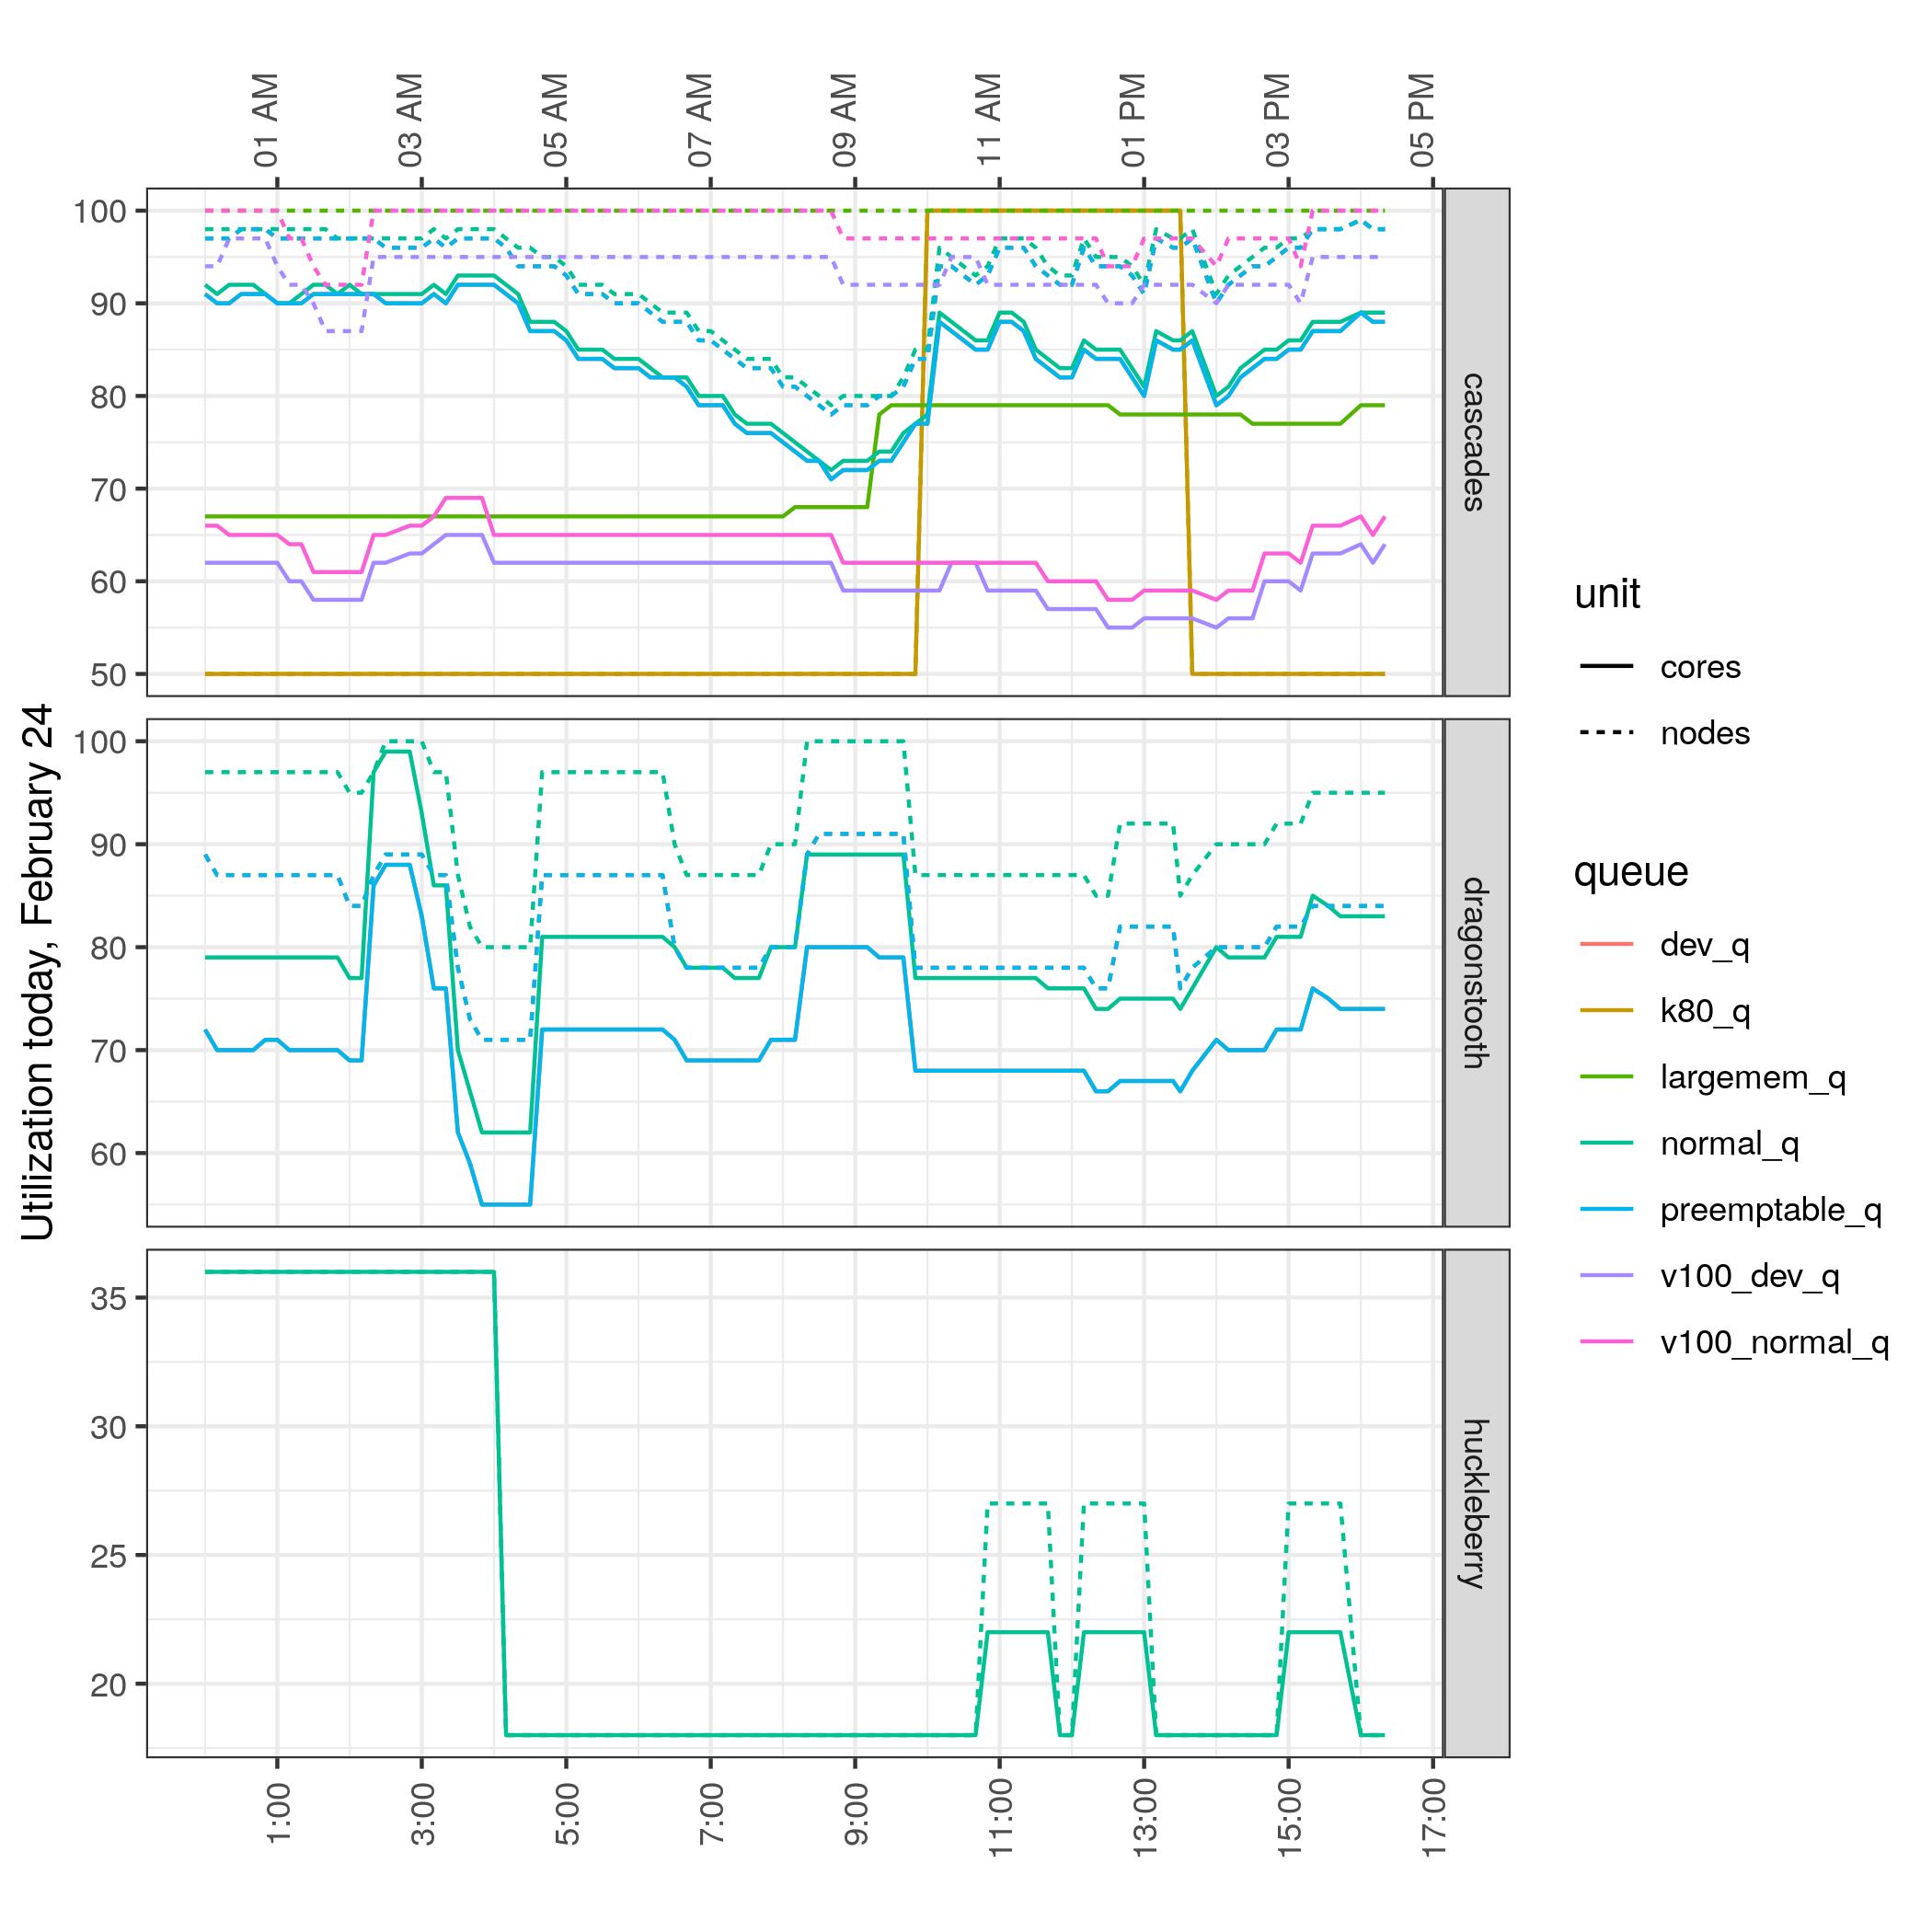 01 AM
03 AM
05 AM
07 AM
09 AM
11 AM
01 PM
03 PM
05 PM
Utilization today, February 24
100
90
80
70
60
50
cascades
100
90
80
70
60
dragonstooth
35
30
25
20
huckleberry
1:00
3:00
5:00
7:00
9:00
11:00
13:00
15:00
17:00
unit
cores
nodes
queue
dev_q
k80_q
largemem_q
normal_q
preemptable_q
v100_dev_q
v100_normal_q